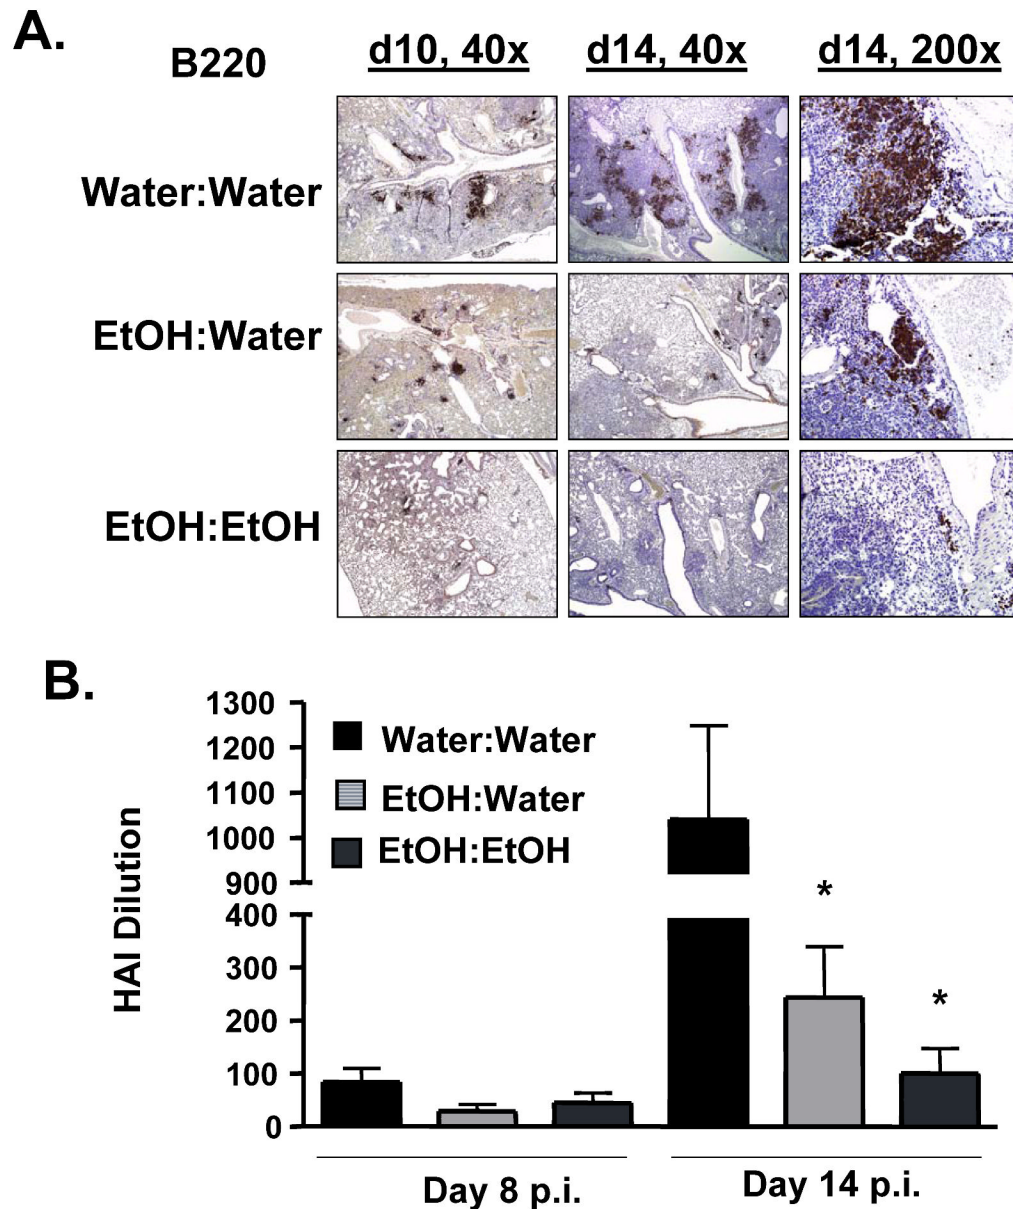 A.
B220
d10, 40x
d14, 40x
d14, 200x
Water:Water
EtOH:Water
EtOH:EtOH
B.
HAI Dilution
1300
1200
1100
1000
900
400
300
200
100
0
Water:Water
EtOH:Water
EtOH:EtOH
*
*
Day 8 p.i.
Day 14 p.i.